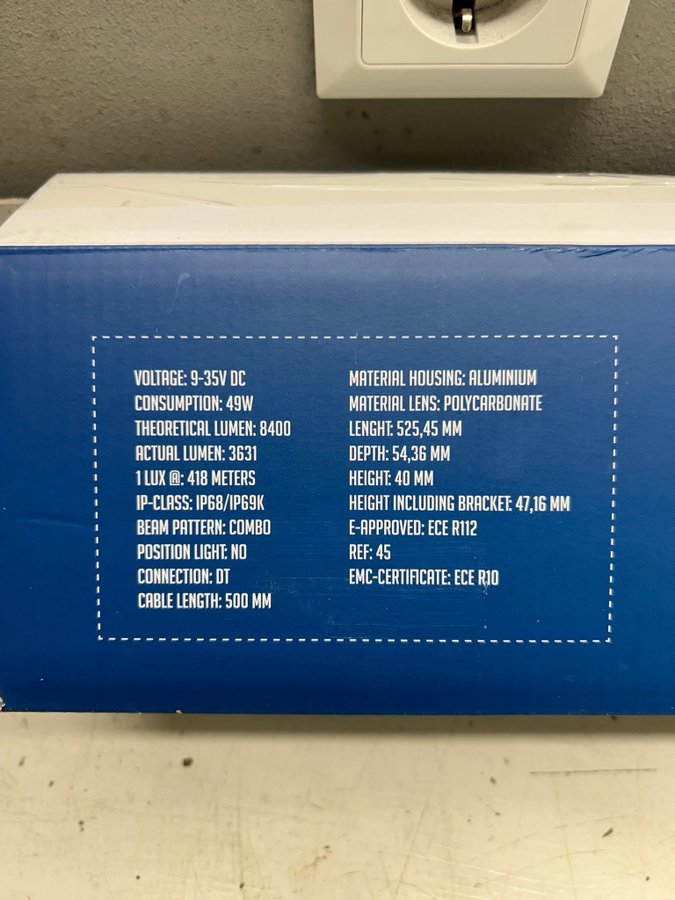 VOLTAGE: 9-35V DC
CONSUMPTION: 49W
THEORETICAL LUMEN: 8400
ACTUAL LUMEN: 3631
1 LUX @: 418 METERS
IP-CLASS: IP68/IP69K
BEAM PATTERN: COMBO
POSITION LIGHT: NO
CONNECTION: DT
CABLE LENGTH: 500 MM
MATERIAL HOUSING: ALUMINIUM
MATERIAL LENS: POLYCARBONATE
LENGHT: 525,45 MM
DEPTH: 54,36 MM
HEIGHT: 40 MM
HEIGHT INCLUDING BRACKET: 47,16 MM
E-APPROVED: ECE R112
REF: 45
EMC-CERTIFICATE: ECE R10